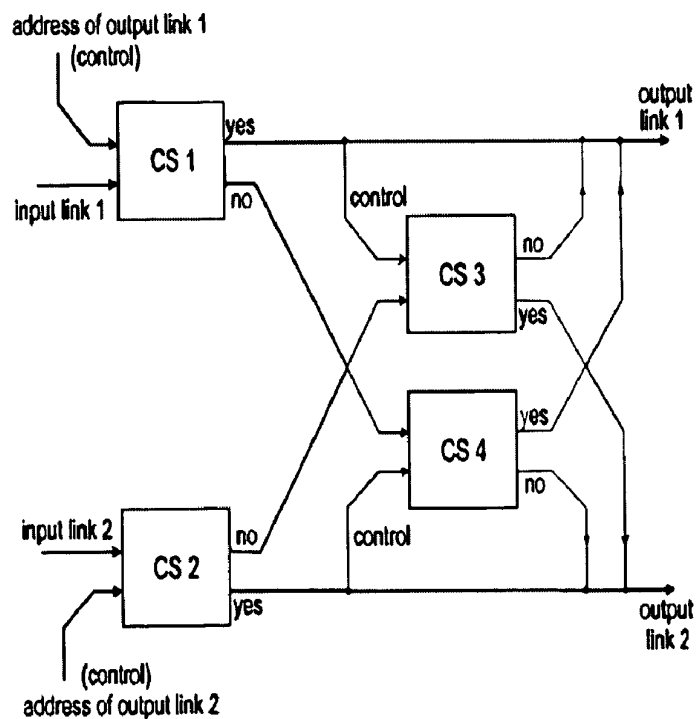 address of output link 1
(control)
CS 1
yes
no
input link 1
control
output
link 1
CS 3
no
yes
CS 4
yes
no
control
input link 2
CS 2
no
yes
output
link 2
(control)
address of output link 2